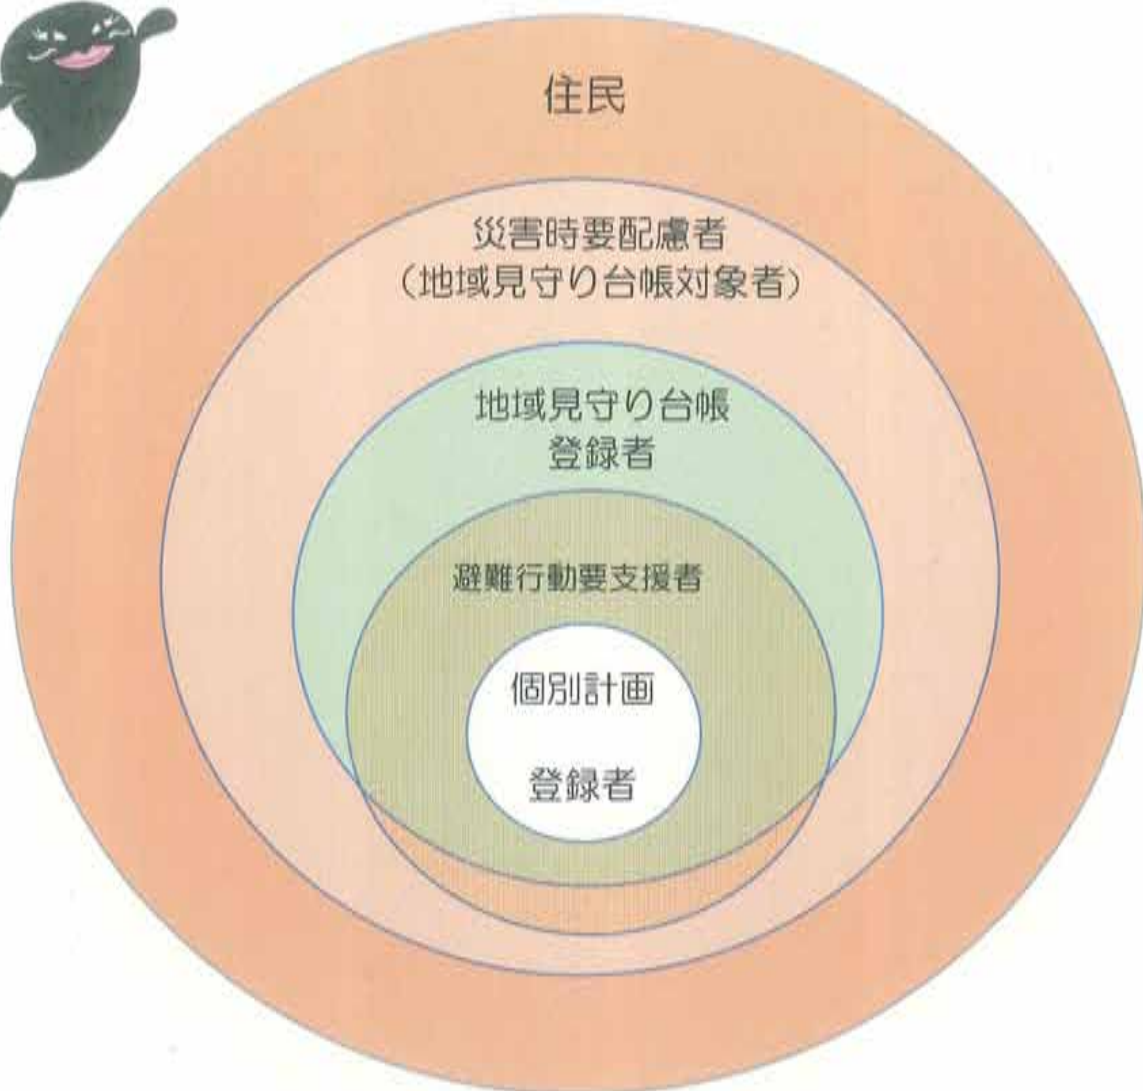 住民
災害時要配慮者
（地域見守り台帳対象者）
地域見守り台帳
登録者
避難行動要支援者
個別計画
登録者